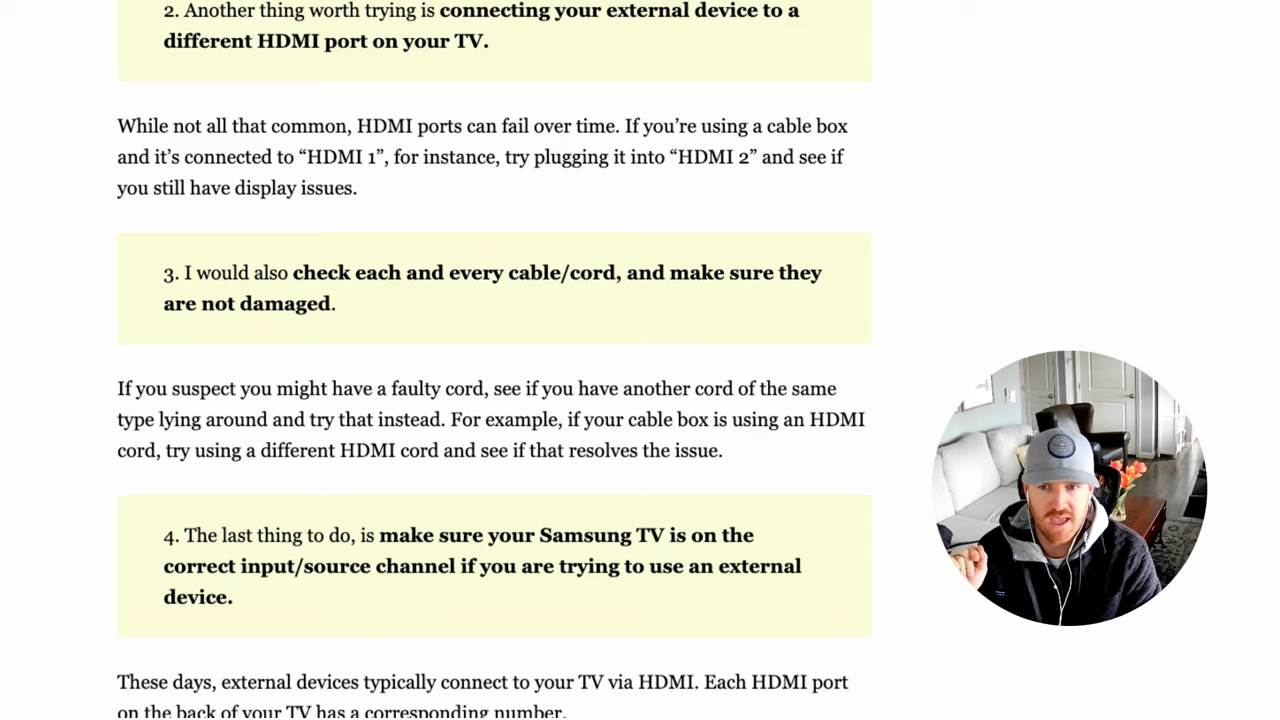 2. Another thing worth trying is connecting your external device to a
different HDMI port on your TV.
While not all that common, HDMI ports can fail over time. If you’re using a cable box
and it’s connected to “HDMI 1”, for instance, try plugging it into “HDMI 2” and see if
you still have display issues.
3. I would also check each and every cable/cord, and make sure they
are not damaged.
If you suspect you might have a faulty cord, see if you have another cord of the same
type lying around and try that instead. For example, if your cable box is using an HDMI
cord, try using a different HDMI cord and see if that resolves the issue.
4. The last thing to do, is make sure your Samsung TV is on the
correct input/source channel if you are trying to use an external
device.
These days, external devices typically connect to your TV via HDMI. Each HDMI port
on the back of your TV has a corresponding number.